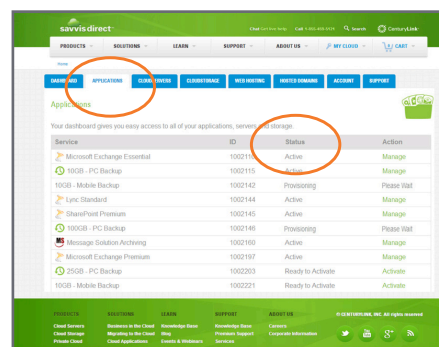 savvis direct
Chat Get live help Call 1-855-
Search CenturyLink
PRODUCTS SOLUTIONS LEARN SUPPORT ABOUT US MY CLOUD CART
Home
DASHBOARD APPLICATIONS CLOUD SERVERS CLOUDSTORAGE WEB HOSTING HOSTED DOMAINS ACCOUNT SUPPORT
Applications
Your dashboard gives you easy access to all of your applications, servers and storage.
Service ID Status Action
Microsoft Exchange Essential 1002110 Active Manage
10GB - PC Backup 1002115 Active Manage
10GB - Mobile Backup 1002142 Provisioning Please Wait
Lync Standard 1002144 Active Manage
SharePoint Premium 1002145 Active Manage
100GB - PC Backup 1002146 Provisioning Please Wait
Message Solution Archiving 1002160 Active Manage
Microsoft Exchange Premium 1002197 Active Manage
25GB - PC Backup 1002203 Ready to Activate Activate
10GB - Mobile Backup 1002221 Ready to Activate Activate
PRODUCTS SOLUTIONS LEARN SUPPORT ABOUT US © CENTURYLINK, INC. All rights reserved
Cloud Servers Business in the Cloud Knowledge Base Knowledge Base Careers
Cloud Storage Migrating to the Cloud Blog Premium Support Corporate Information
Private Cloud Cloud Applications Events & Webinars Services